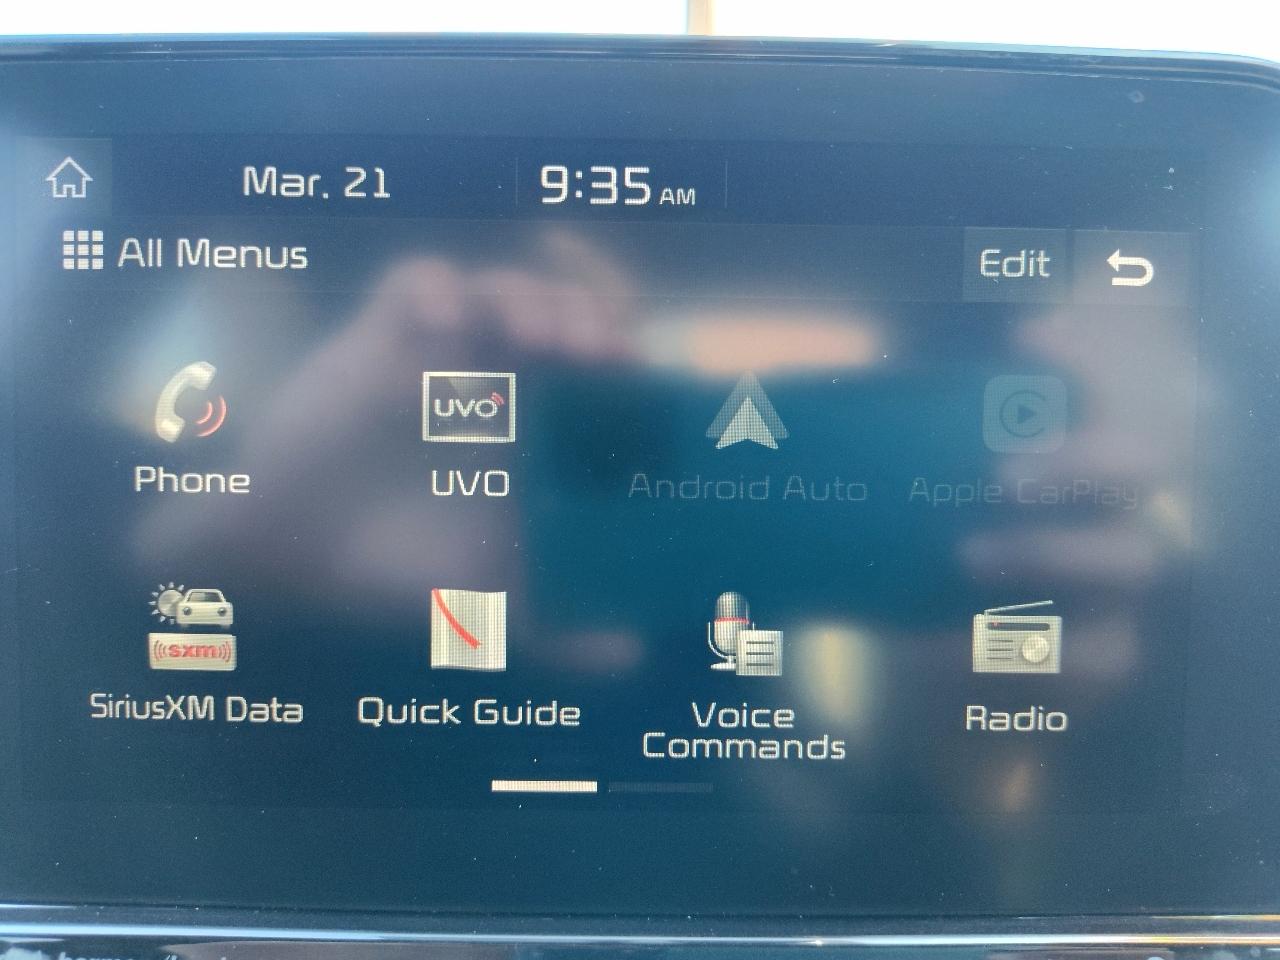 Mar. 21
9:35 AM
All Menus
Edit
UVO
Phone
UVO
Android Auto
Apple CarPlay
sxm
SiriusXM Data
Quick Guide
Voice
Commands
Radio